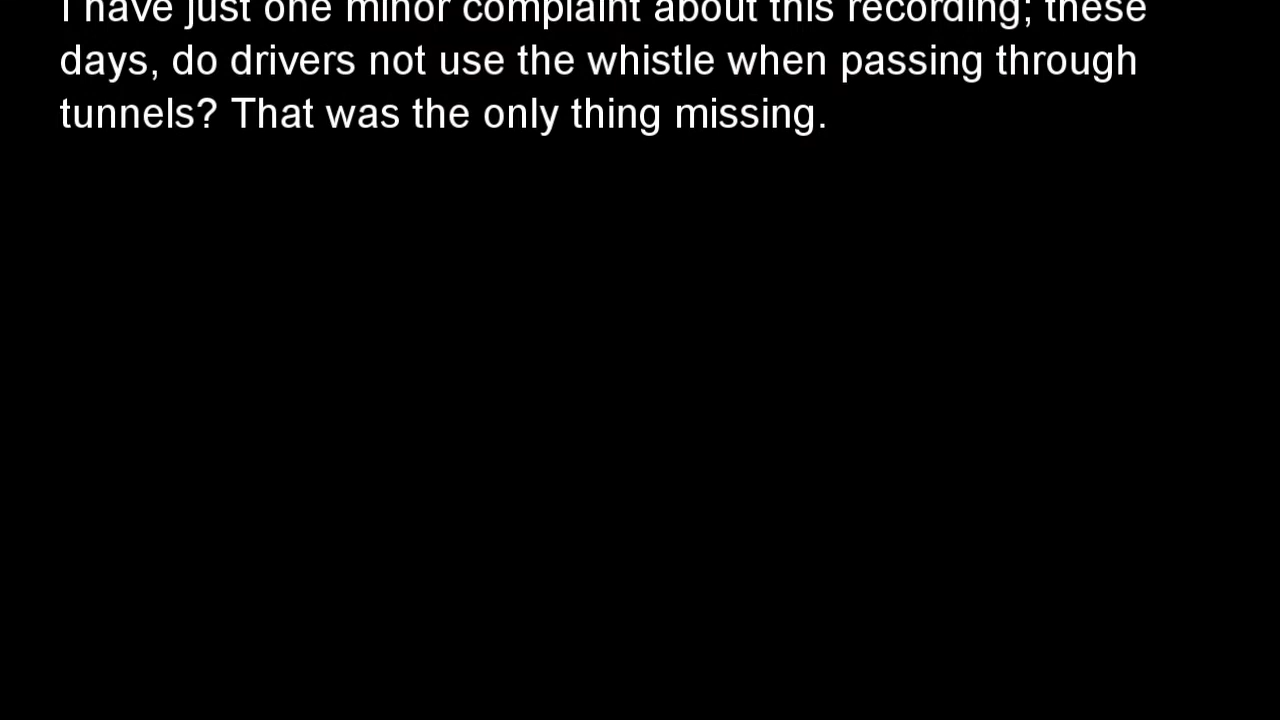 I have just one minor complaint about this recording; these
days, do drivers not use the whistle when passing through
tunnels? That was the only thing missing.